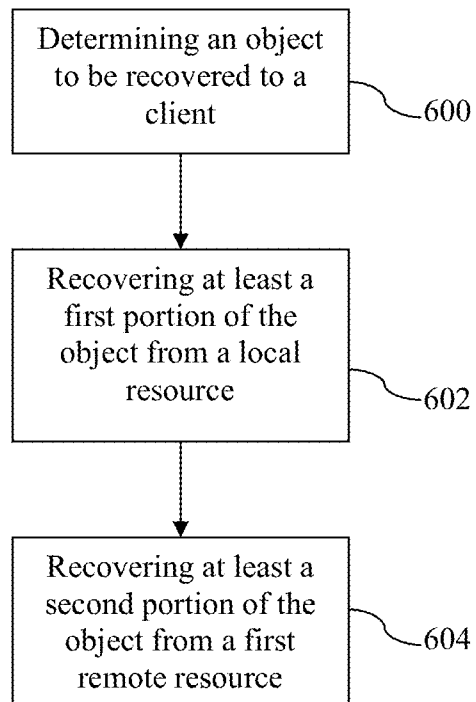 Determining an object
to be recovered to a
client
600
Recovering at least a
first portion of the
object from a local
resource
602
Recovering at least a
second portion of the
object from a first
remote resource
604